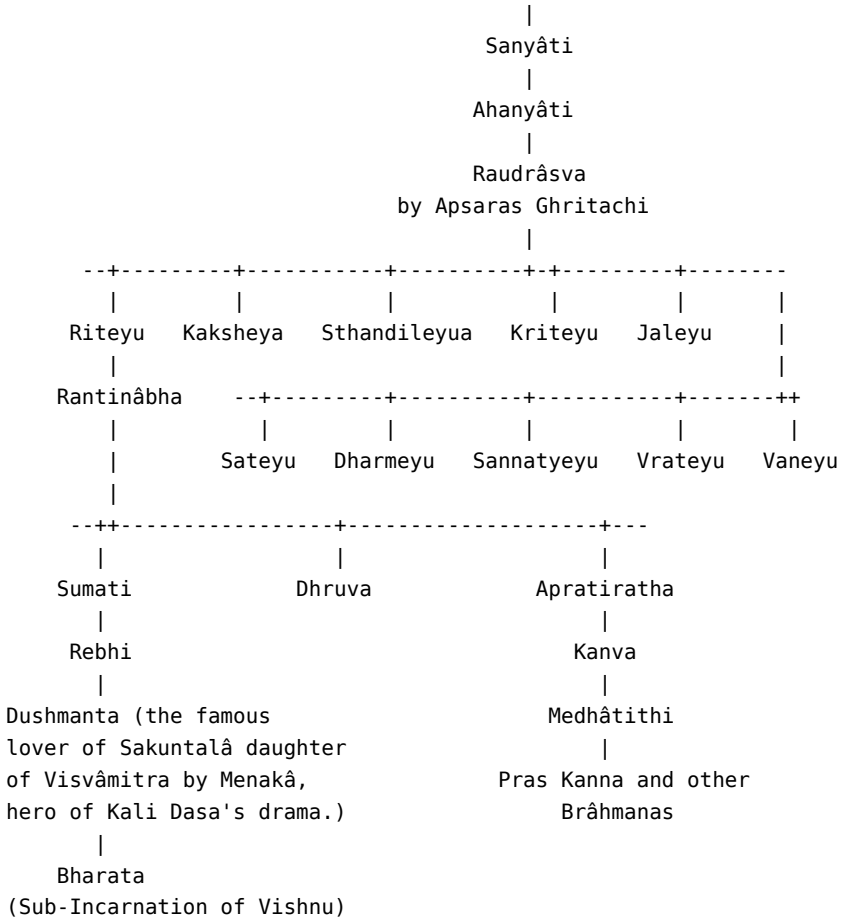 |
                                      Sanyâti
                                         |
                                     Ahanyâti
                                         |
                                     Raudrâsva
                               by Apsaras Ghritachi
                                         |
      --+---------+-----------+----------+-+---------+--------
        |         |           |            |         |       |
     Riteyu   Kaksheya   Sthandileyua   Kriteyu   Jaleyu     |
        |                                                    |
    Rantinâbha    --+---------+----------+-----------+-------++
        |           |         |          |           |        |
        |        Sateyu   Dharmeyu   Sannatyeyu   Vrateyu   Vaneyu
        |
     --++-----------------+--------------------+---
       |                  |                    |
    Sumati             Dhruva             Apratiratha
       |                                       |
     Rebhi                                   Kanva
       |                                       |
Dushmanta (the famous                      Medhâtithi
lover of Sakuntalâ daughter                    |
of Visvâmitra by Menakâ,               Pras Kanna and other
hero of Kali Dasa's drama.)                 Brâhmanas
       |
    Bharata
(Sub-Incarnation of Vishnu)